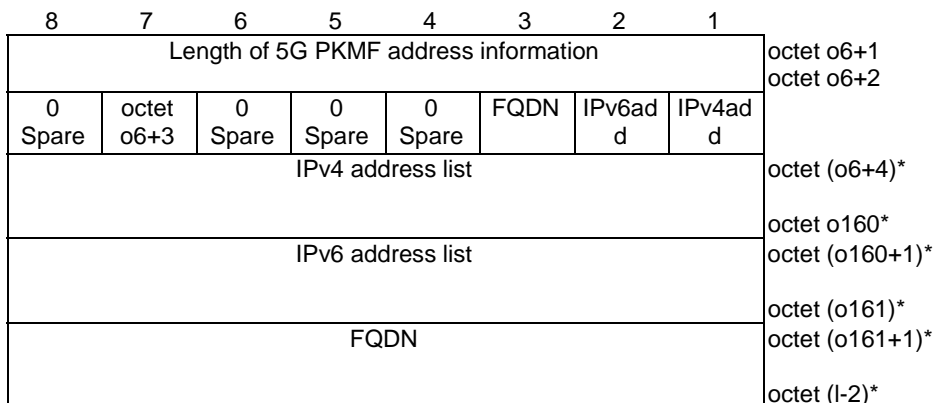 8 7 6 5 4 3 2 1
Length of 5G PKMF address information octet o6+1
octet o6+2
0 octet 0 0 0 FQDN IPv6ad IPv4ad
Spare o6+3 Spare Spare Spare d d
IPv4 address list octet (o6+4)*
octet o160*
IPv6 address list octet (o160+1)*
octet (o161)*
FQDN octet (o161+1)*
octet (l-2)*